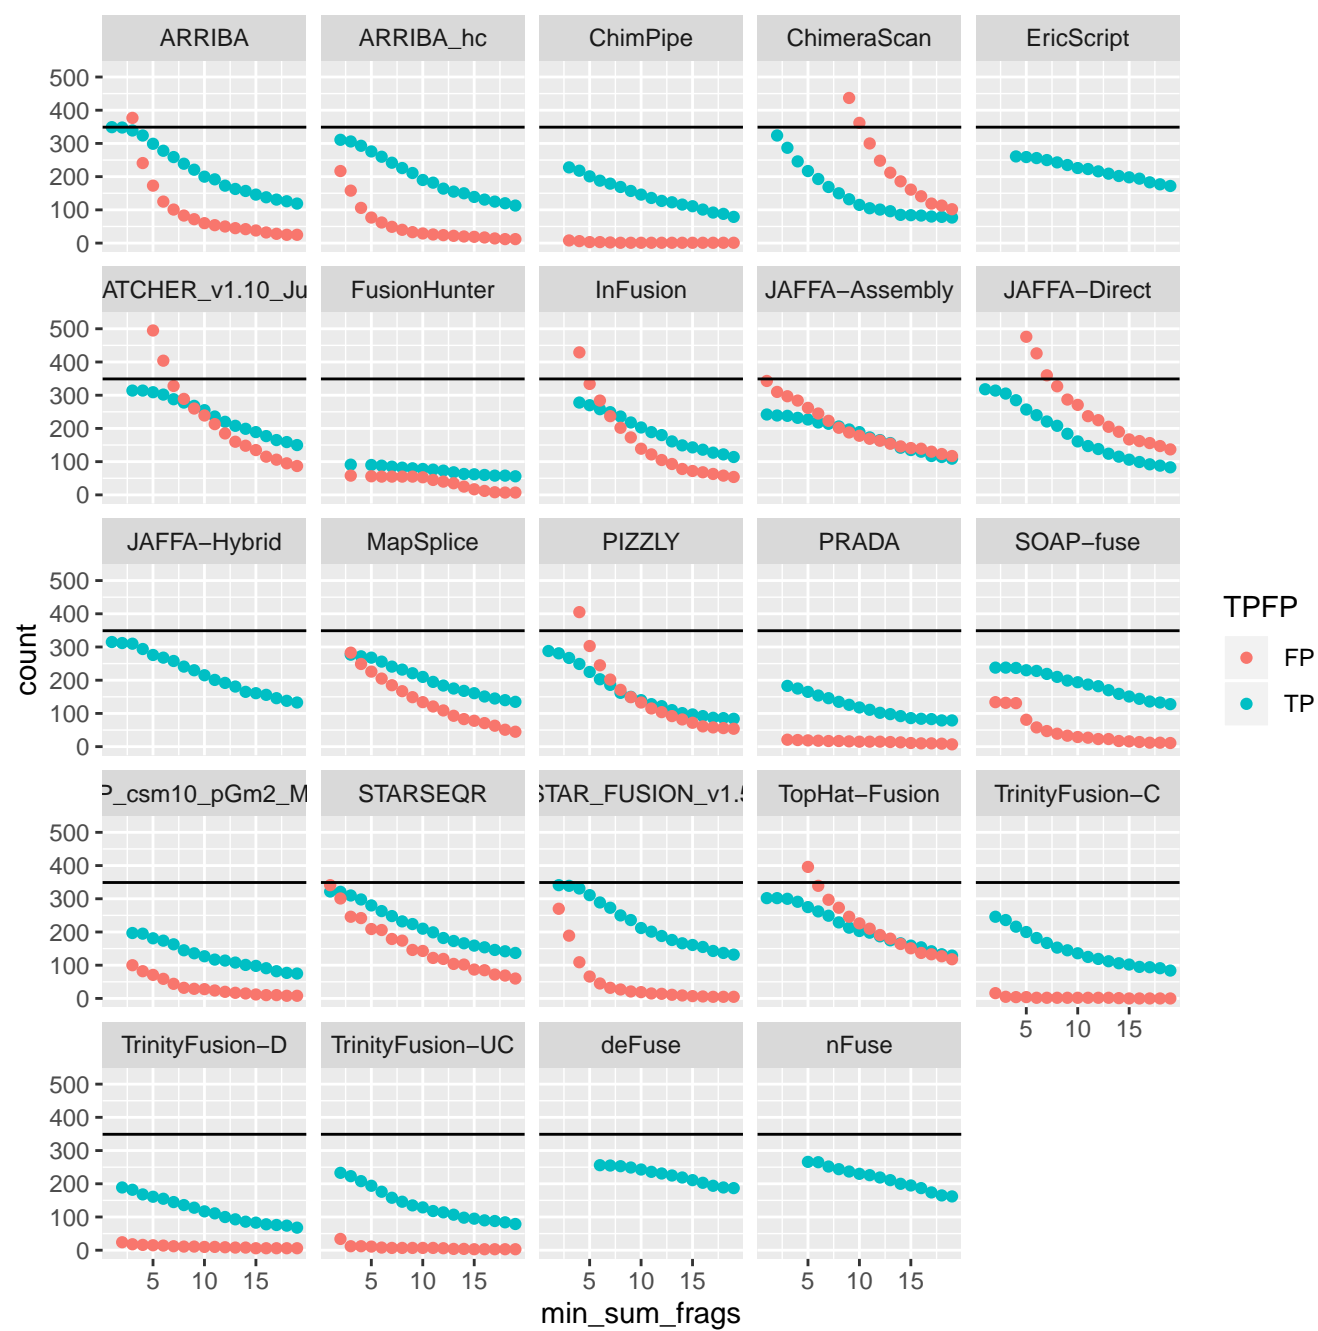 ARRIBA ARRIBA_hc ChimPipe ChimeraScan EricScript
500
400
300
200
100
0
ATCHER_v1.10_Ju FusionHunter InFusion JAFFA−Assembly JAFFA−Direct
500
400
300
200
100
0
JAFFA−Hybrid MapSplice PIZZLY PRADA SOAP−fuse
500
400
300
200
100
0
count
TPFP
FP
TP
P_csm10_pGm2_M STARSEQR STAR_FUSION_v1.5 TopHat−Fusion TrinityFusion−C
500
400
300
200
100
0
5 10 15
TrinityFusion−D TrinityFusion−UC deFuse nFuse
500
400
300
200
100
0
5 10 15 5 10 15 5 10 15 5 10 15
min_sum_frags